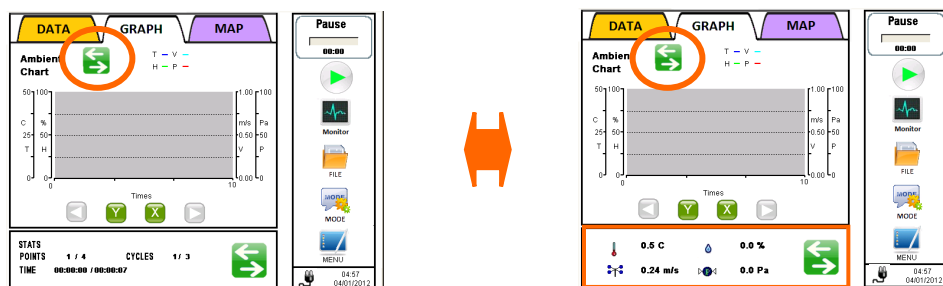 DATA GRAPH MAP
Ambien
Chart
T V
H P
50 100 1.00 100
C % m/s Pa
25 50 0.50 50
T H V P
0 0 0.00 0
0 10
Times
Y X
STATS
POINTS 1 / 4 CYCLES 1 / 3
TIME 00:00:00 / 00:00:07
Pause
00:00
Monitor
FILE
MODE
MODE
MENU
04:57
04/01/2012
DATA GRAPH MAP
Ambien
Chart
T V
H P
50 100 1.00 100
C % m/s Pa
25 50 0.50 50
T H V P
0 0 0.00 0
0 10
Times
Y X
0.5 C 0.0 %
0.24 m/s 0.0 Pa
Pause
00:00
Monitor
FILE
MODE
MODE
MENU
04:57
04/01/2012